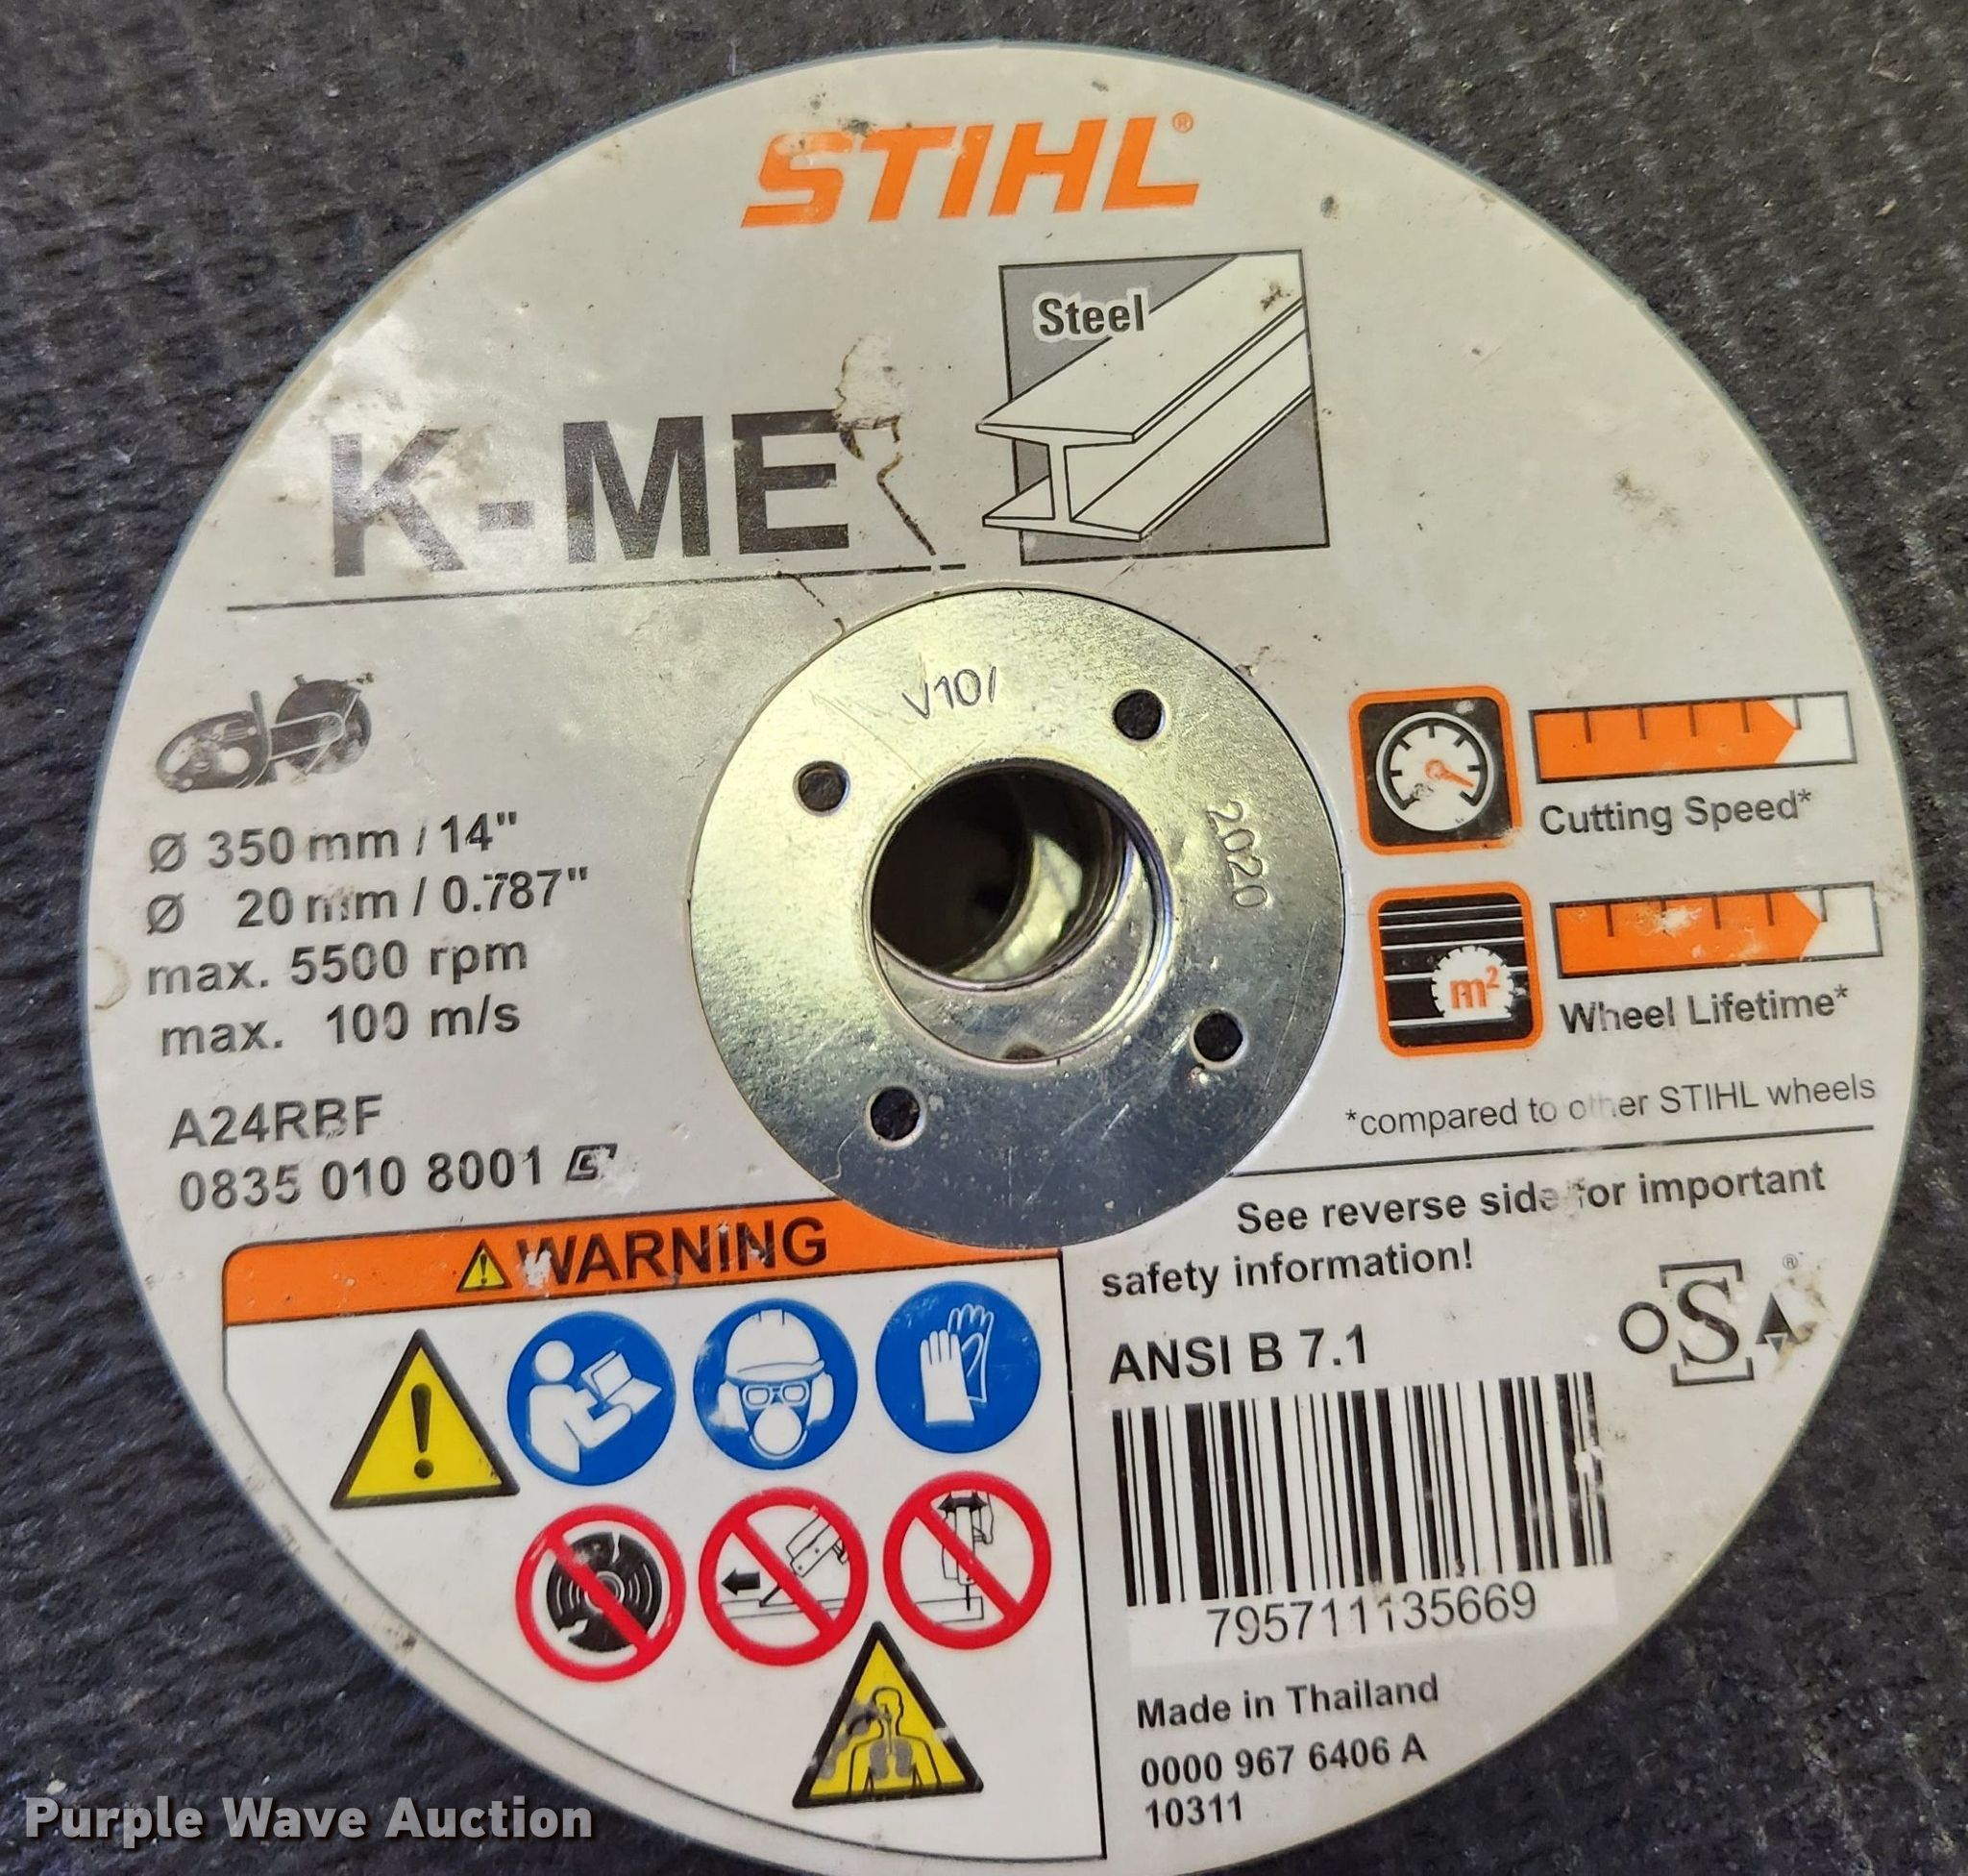 STIHL®
Steel
K-ME
V10/
2020
Ø 350 mm / 14"
Ø 20 mm / 0.787"
max. 5500 rpm
max. 100 m/s
A24RBF
0835 010 8001
Cutting Speed*
m²
Wheel Lifetime*
*compared to other STIHL wheels
See reverse side for important
safety information!
WARNING
ANSI B 7.1
OSA®
795711135669
Made in Thailand
0000 967 6406 A
10311
Purple Wave Auction